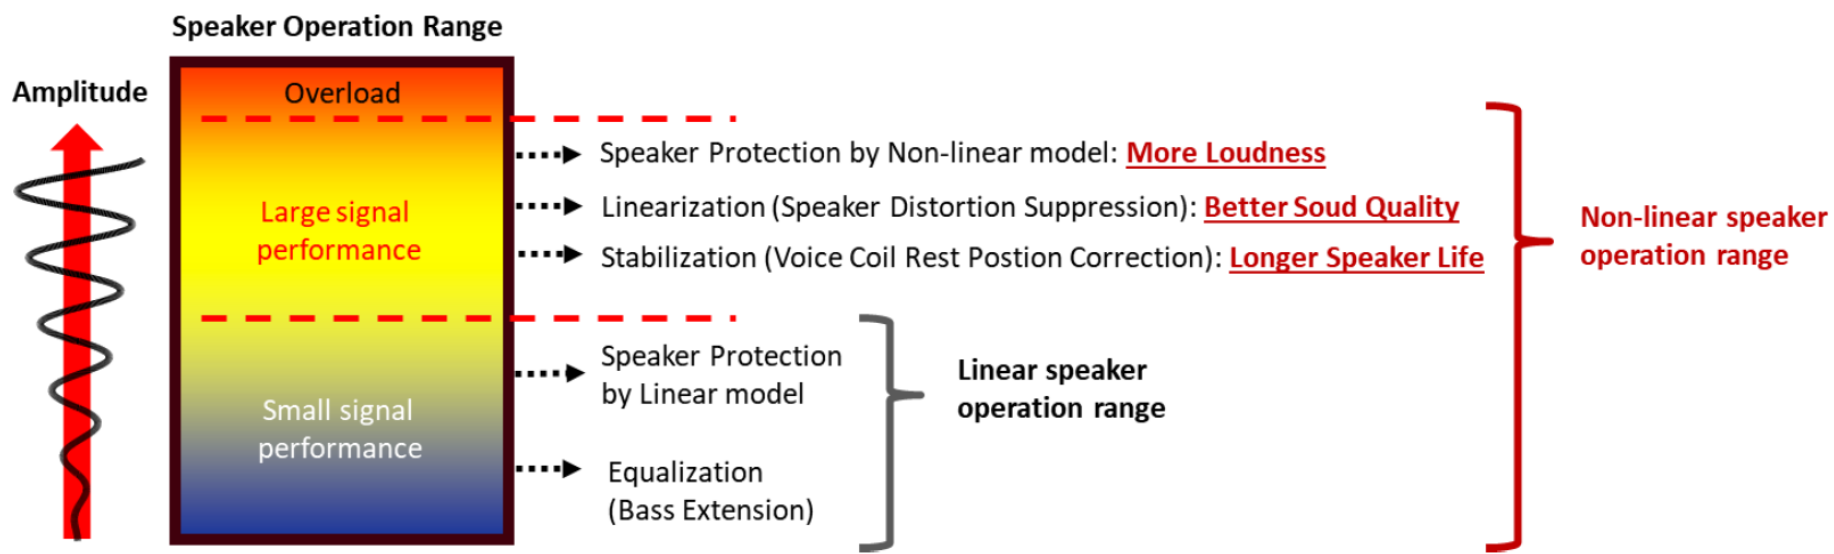 Speaker Operation Range
Amplitude
Overload
Speaker Protection by Non-linear model: More Loudness
Linearization (Speaker Distortion Suppression): Better Soud Quality
Large signal
performance
Stabilization (Voice Coil Rest Postion Correction): Longer Speaker Life
Non-linear speaker
operation range
Speaker Protection
by Linear model
Linear speaker
operation range
Small signal
performance
Equalization
(Bass Extension)